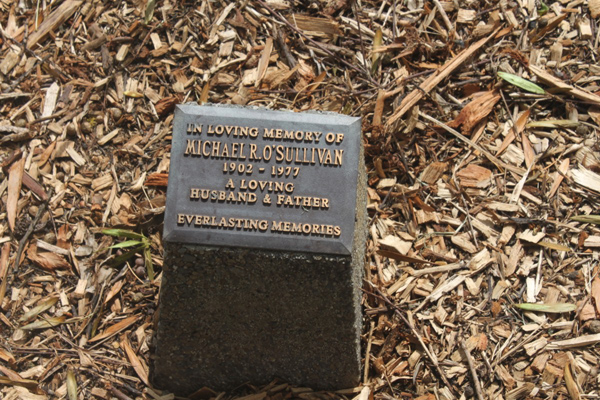 IN LOVING MEMORY OF
MICHAEL R. O'SULLIVAN
1902 - 1977
A LOVING
HUSBAND & FATHER
EVERLASTING MEMORIES